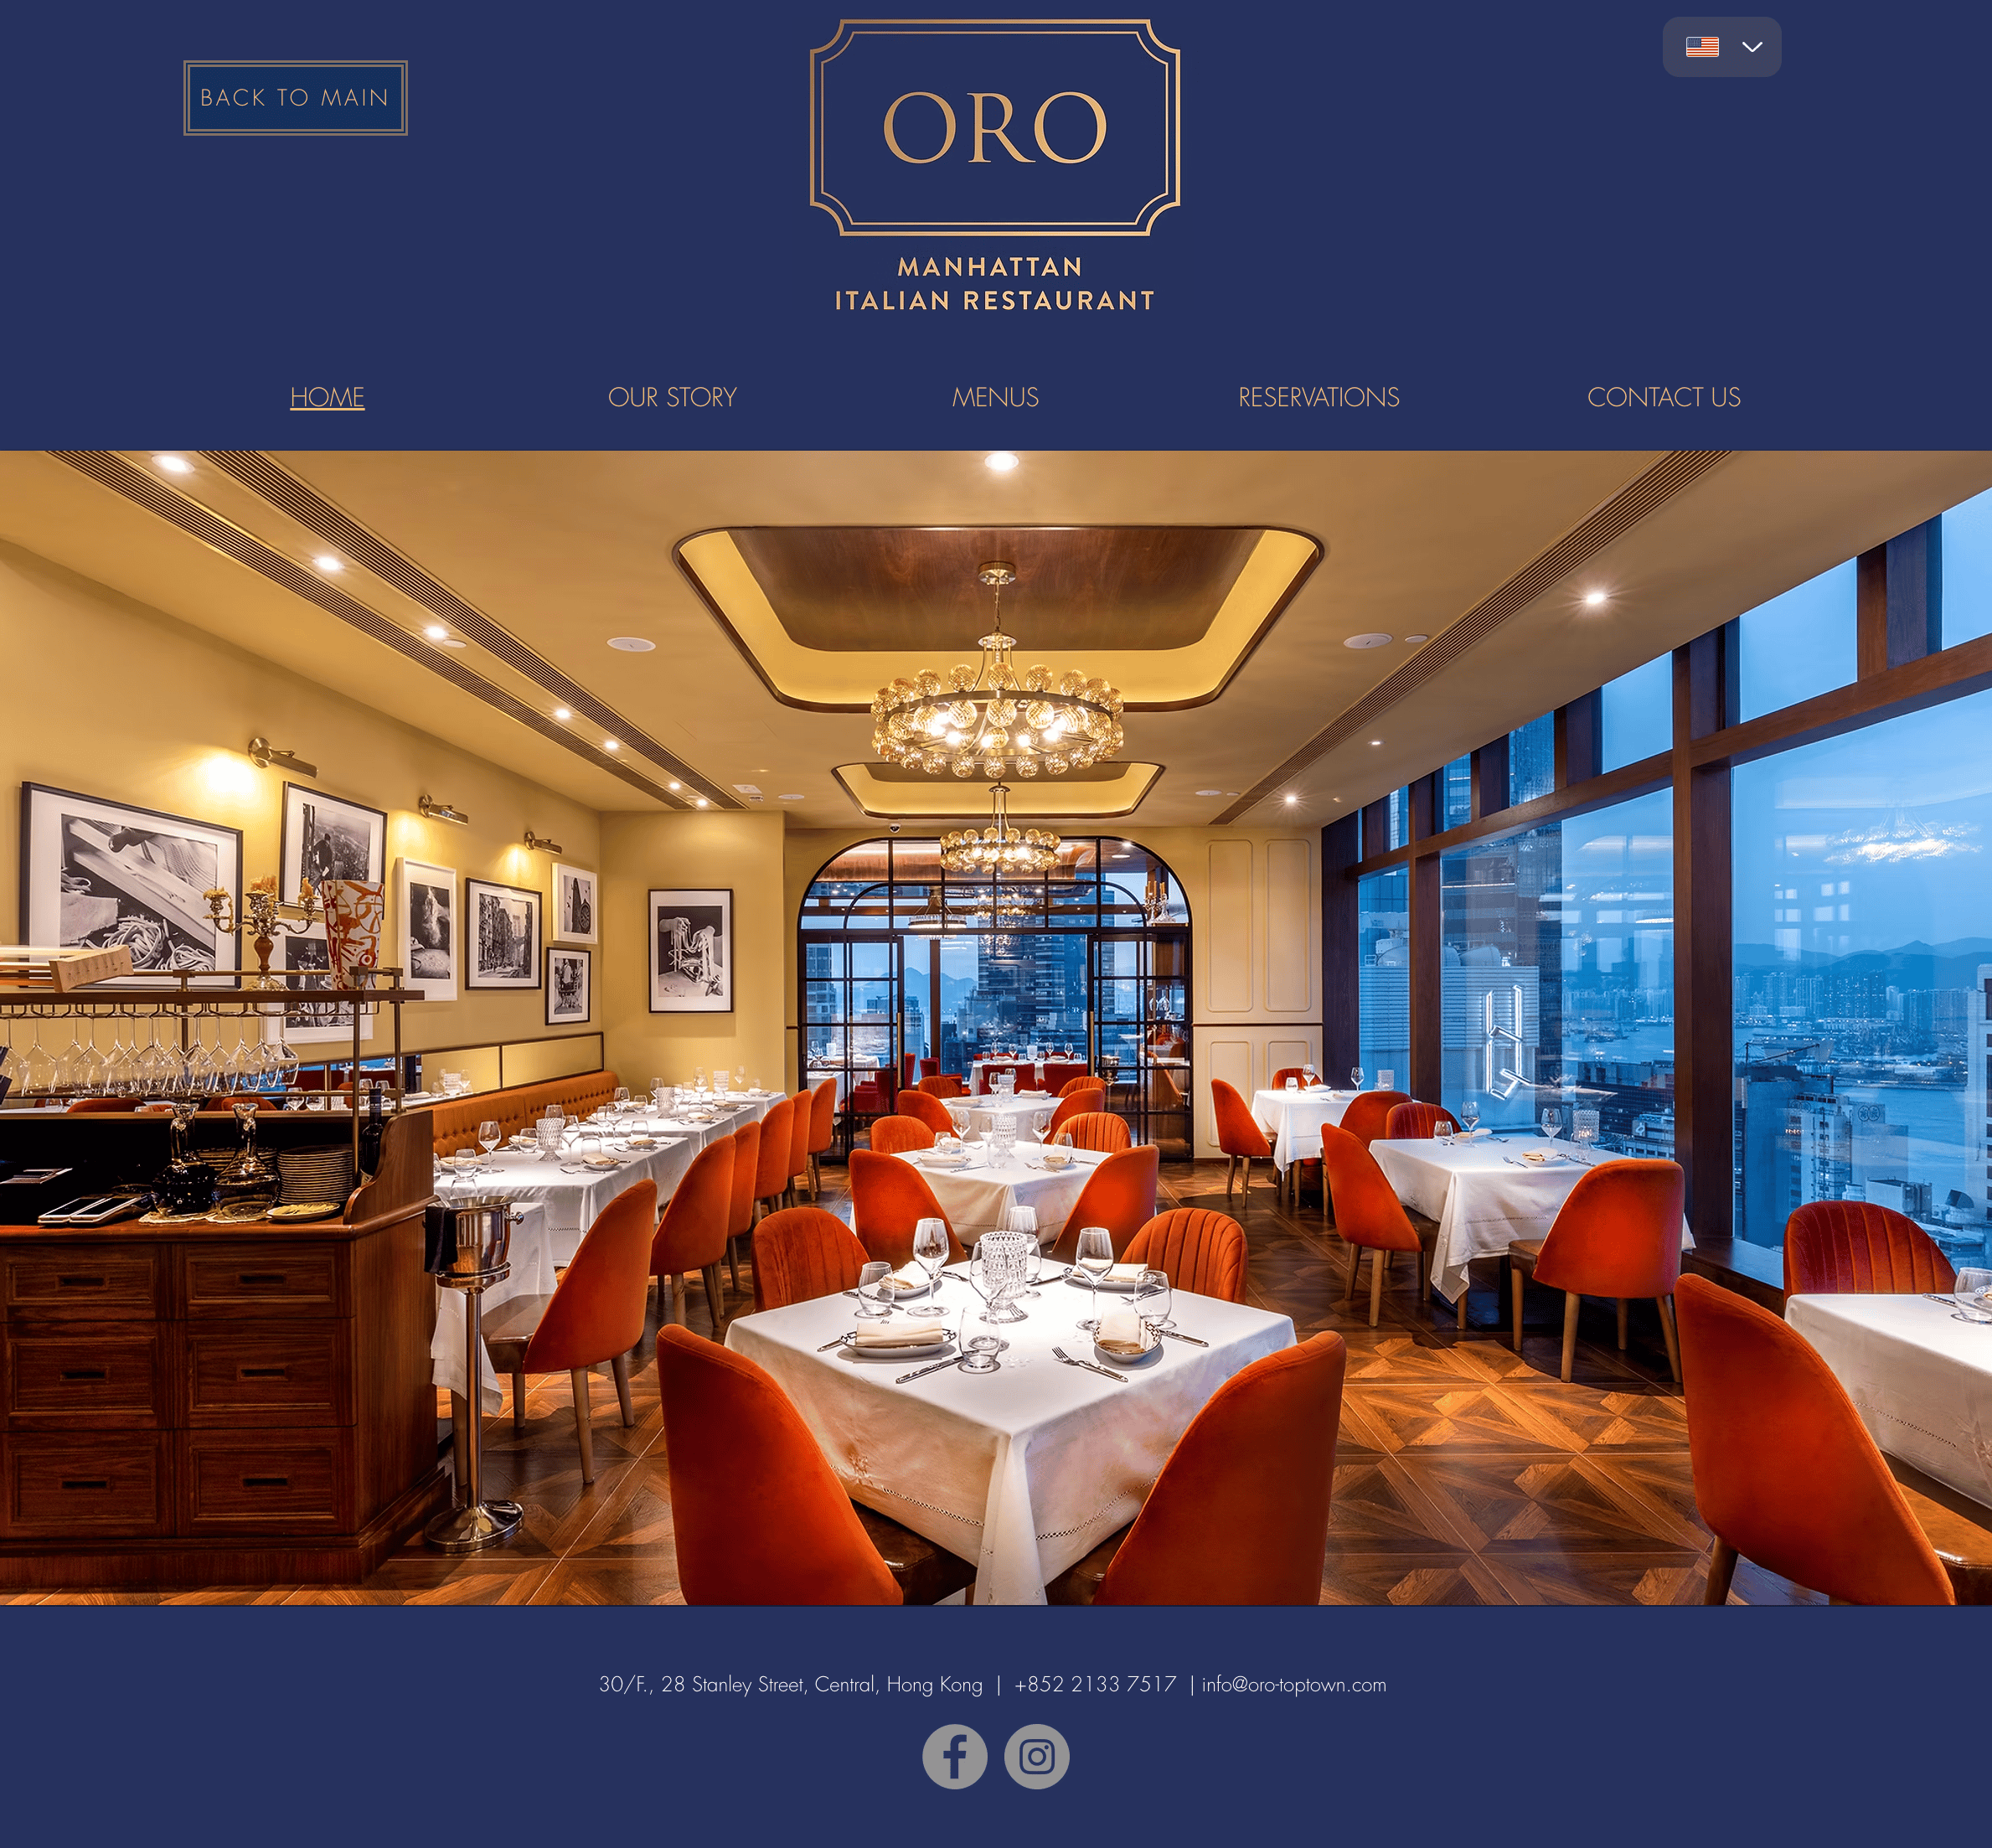 BACK TO MAIN
ORO
MANHATTAN
ITALIAN RESTAURANT
HOME
OUR STORY
MENUS
RESERVATIONS
CONTACT US
30/F., 28 Stanley Street, Central, Hong Kong | +852 2133 7517 | info@oro-toptown.com